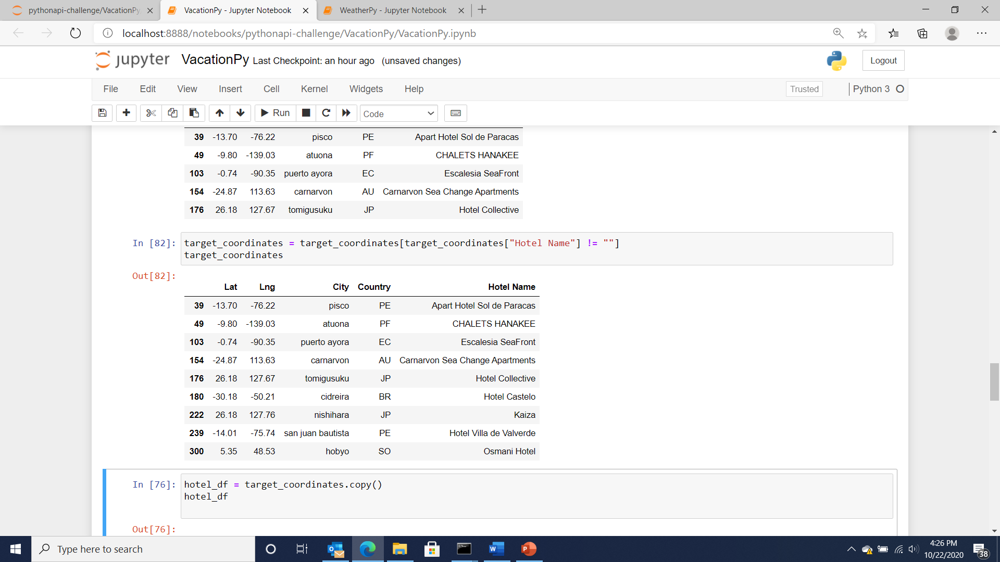 pythonapi-challenge/VacationPy
VacationPy - Jupyter Notebook
WeatherPy - Jupyter Notebook
localhost:8888/notebooks/pythonapi-challenge/VacationPy/VacationPy.ipynb
jupyter VacationPy Last Checkpoint: an hour ago (unsaved changes)
Logout
File Edit View Insert Cell Kernel Widgets Help
Trusted
Python 3
Run
Code
39 -13.70 -76.22 pisco PE Apart Hotel Sol de Paracas
49 -9.80 -139.03 atuona PF CHALETS HANAKEE
103 -0.74 -90.35 puerto ayora EC Escalesia SeaFront
154 -24.87 113.63 carnarvon AU Carnarvon Sea Change Apartments
176 26.18 127.67 tomigusuku JP Hotel Collective
In [82]: target_coordinates = target_coordinates[target_coordinates["Hotel Name"] != ""]
target_coordinates
Out[82]:
Lat Lng City Country Hotel Name
39 -13.70 -76.22 pisco PE Apart Hotel Sol de Paracas
49 -9.80 -139.03 atuona PF CHALETS HANAKEE
103 -0.74 -90.35 puerto ayora EC Escalesia SeaFront
154 -24.87 113.63 carnarvon AU Carnarvon Sea Change Apartments
176 26.18 127.67 tomigusuku JP Hotel Collective
180 -30.18 -50.21 cidreira BR Hotel Castelo
222 26.18 127.76 nishihara JP Kaiza
239 -14.01 -75.74 san juan bautista PE Hotel Villa de Valverde
300 5.35 48.53 hobyo SO Osmani Hotel
In [76]: hotel_df = target_coordinates.copy()
hotel_df
Out[76]:
Type here to search
4:26 PM
10/22/2020
38